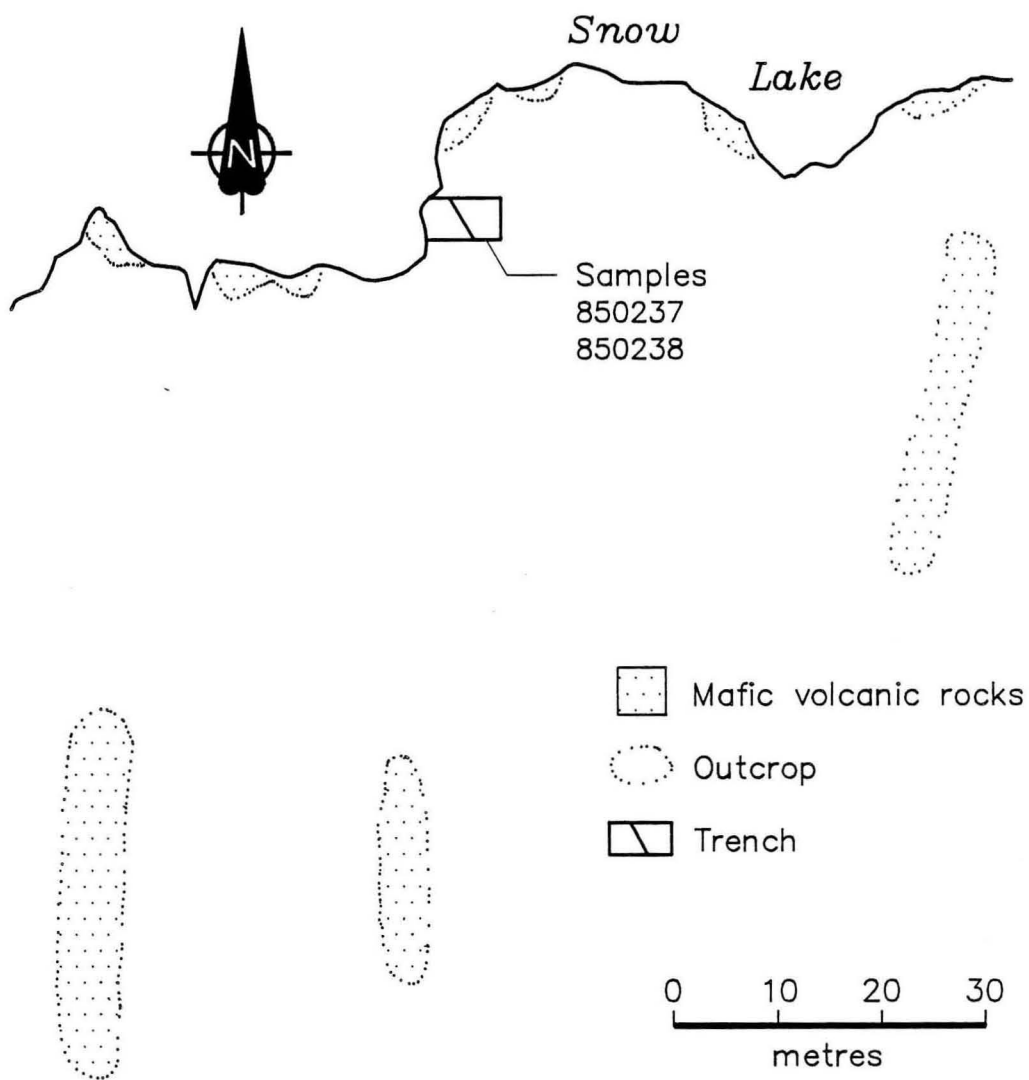 Snow
Lake
N
Samples
850237
850238
Mafic volcanic rocks
Outcrop
Trench
0 10 20 30
metres